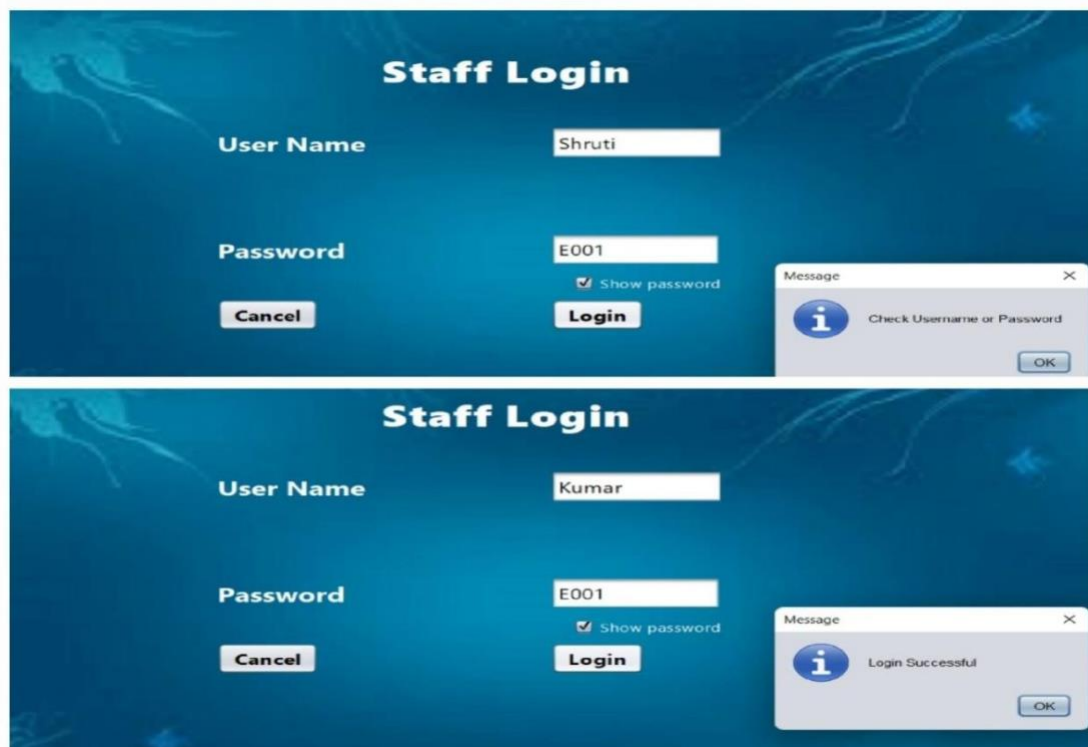 Staff Login
User Name Shruti
Password E001
Show password
Cancel Login
Message
Check Username or Password
OK
Staff Login
User Name Kumar
Password E001
Show password
Cancel Login
Message
Login Successful
OK